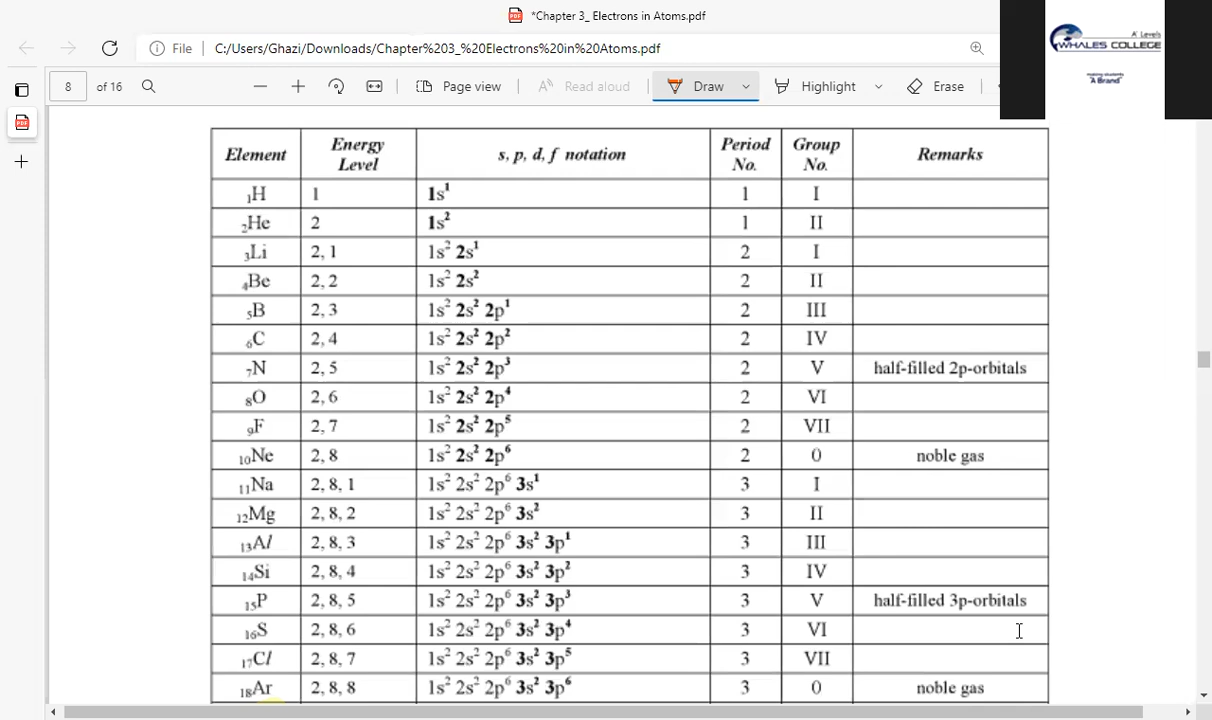 *Chapter 3_ Electrons in Atoms.pdf
File C:/Users/Ghazi/Downloads/Chapter%203_%20Electrons%20in%20Atoms.pdf
A' Levels
WHALES COLLEGE
making students
'A Brand'
8 of 16 Page view Read aloud Draw Highlight Erase
Element Energy Level s, p, d, f notation Period No. Group No. Remarks
₁H 1 1s¹ 1 I
₂He 2 1s² 1 II
₃Li 2, 1 1s² 2s¹ 2 I
₄Be 2, 2 1s² 2s² 2 II
₅B 2, 3 1s² 2s² 2p¹ 2 III
₆C 2, 4 1s² 2s² 2p² 2 IV
₇N 2, 5 1s² 2s² 2p³ 2 V half-filled 2p-orbitals
₈O 2, 6 1s² 2s² 2p⁴ 2 VI
₉F 2, 7 1s² 2s² 2p⁵ 2 VII
₁₀Ne 2, 8 1s² 2s² 2p⁶ 2 0 noble gas
₁₁Na 2, 8, 1 1s² 2s² 2p⁶ 3s¹ 3 I
₁₂Mg 2, 8, 2 1s² 2s² 2p⁶ 3s² 3 II
₁₃Al 2, 8, 3 1s² 2s² 2p⁶ 3s² 3p¹ 3 III
₁₄Si 2, 8, 4 1s² 2s² 2p⁶ 3s² 3p² 3 IV
₁₅P 2, 8, 5 1s² 2s² 2p⁶ 3s² 3p³ 3 V half-filled 3p-orbitals
₁₆S 2, 8, 6 1s² 2s² 2p⁶ 3s² 3p⁴ 3 VI
₁₇Cl 2, 8, 7 1s² 2s² 2p⁶ 3s² 3p⁵ 3 VII
₁₈Ar 2, 8, 8 1s² 2s² 2p⁶ 3s² 3p⁶ 3 0 noble gas